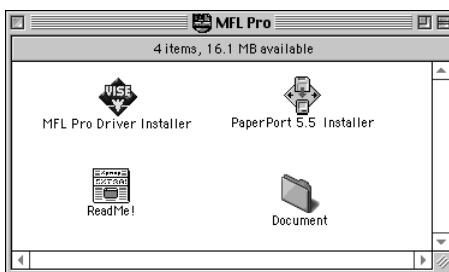 MFL Pro
4 items, 16.1 MB available
VISE
MFL Pro Driver Installer
PaperPort 5.5 Installer
EXTRA!
ReadMe!
Document